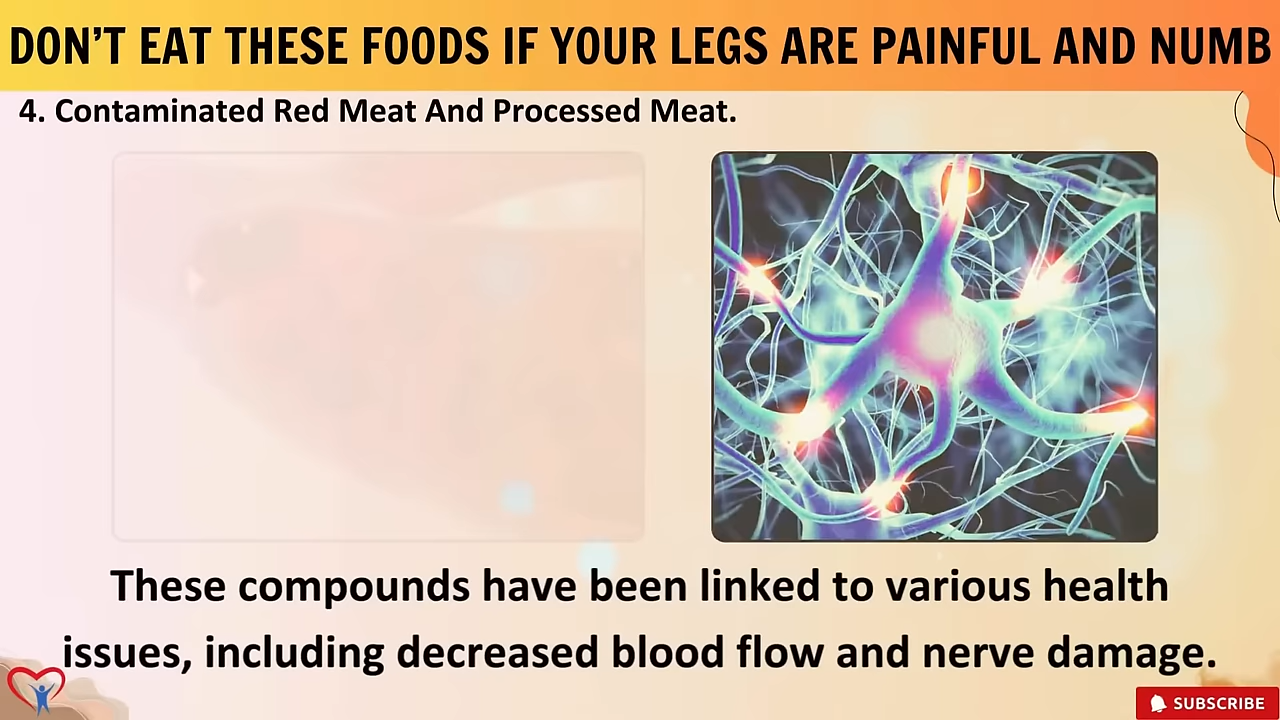 DON'T EAT THESE FOODS IF YOUR LEGS ARE PAINFUL AND NUMB
4. Contaminated Red Meat And Processed Meat.
These compounds have been linked to various health
issues, including decreased blood flow and nerve damage.
SUBSCRIBE